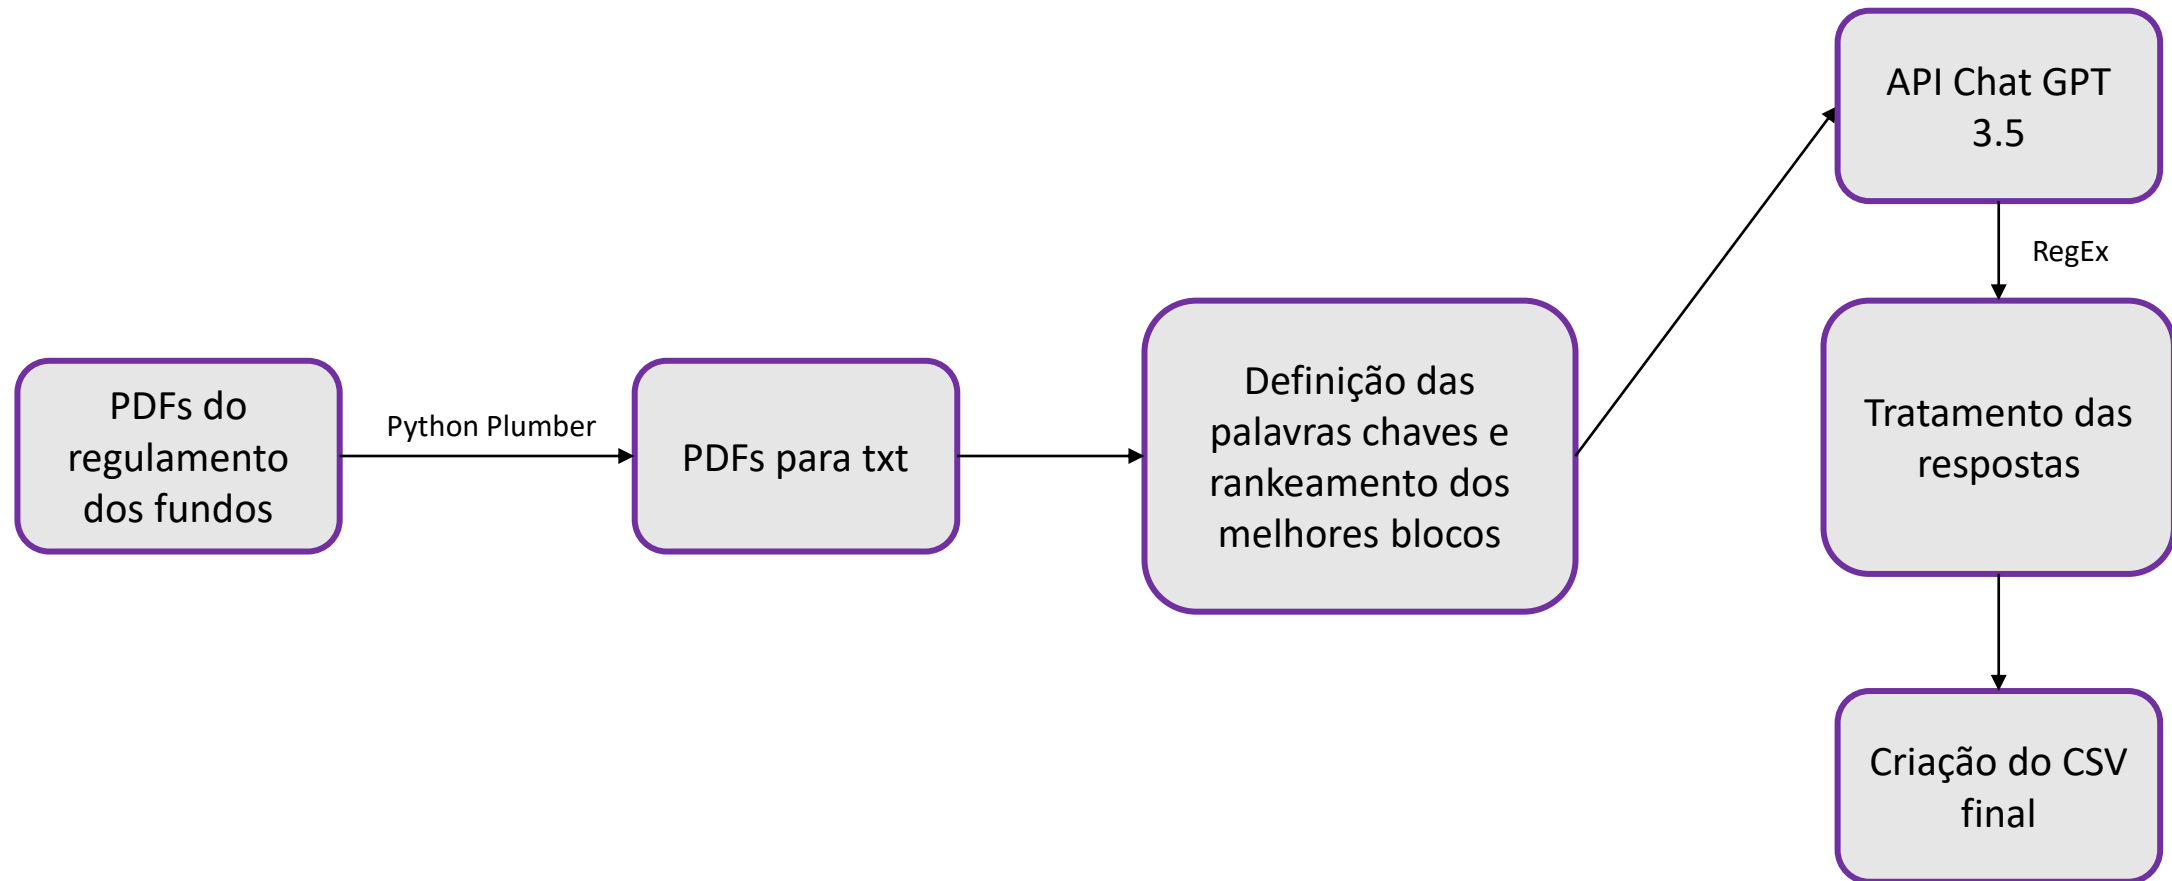 PDFs do
regulamento
dos fundos
Python Plumber
PDFs para txt
Definição das
palavras chaves e
rankeamento dos
melhores blocos
API Chat GPT
3.5
RegEx
Tratamento das
respostas
Criação do CSV
final